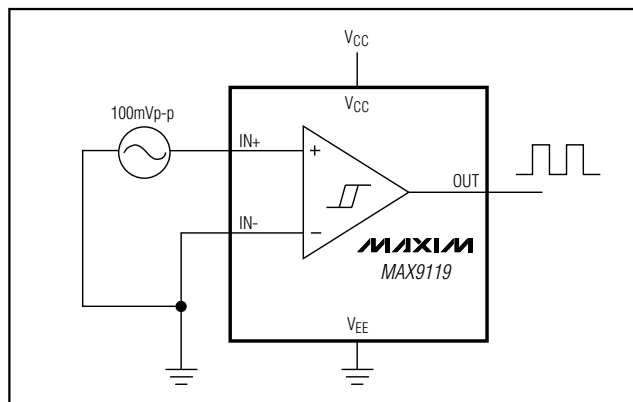 VCC
VCC
100mVp-p
IN+
+
OUT
IN-
−
MAXIM
MAX9119
VEE